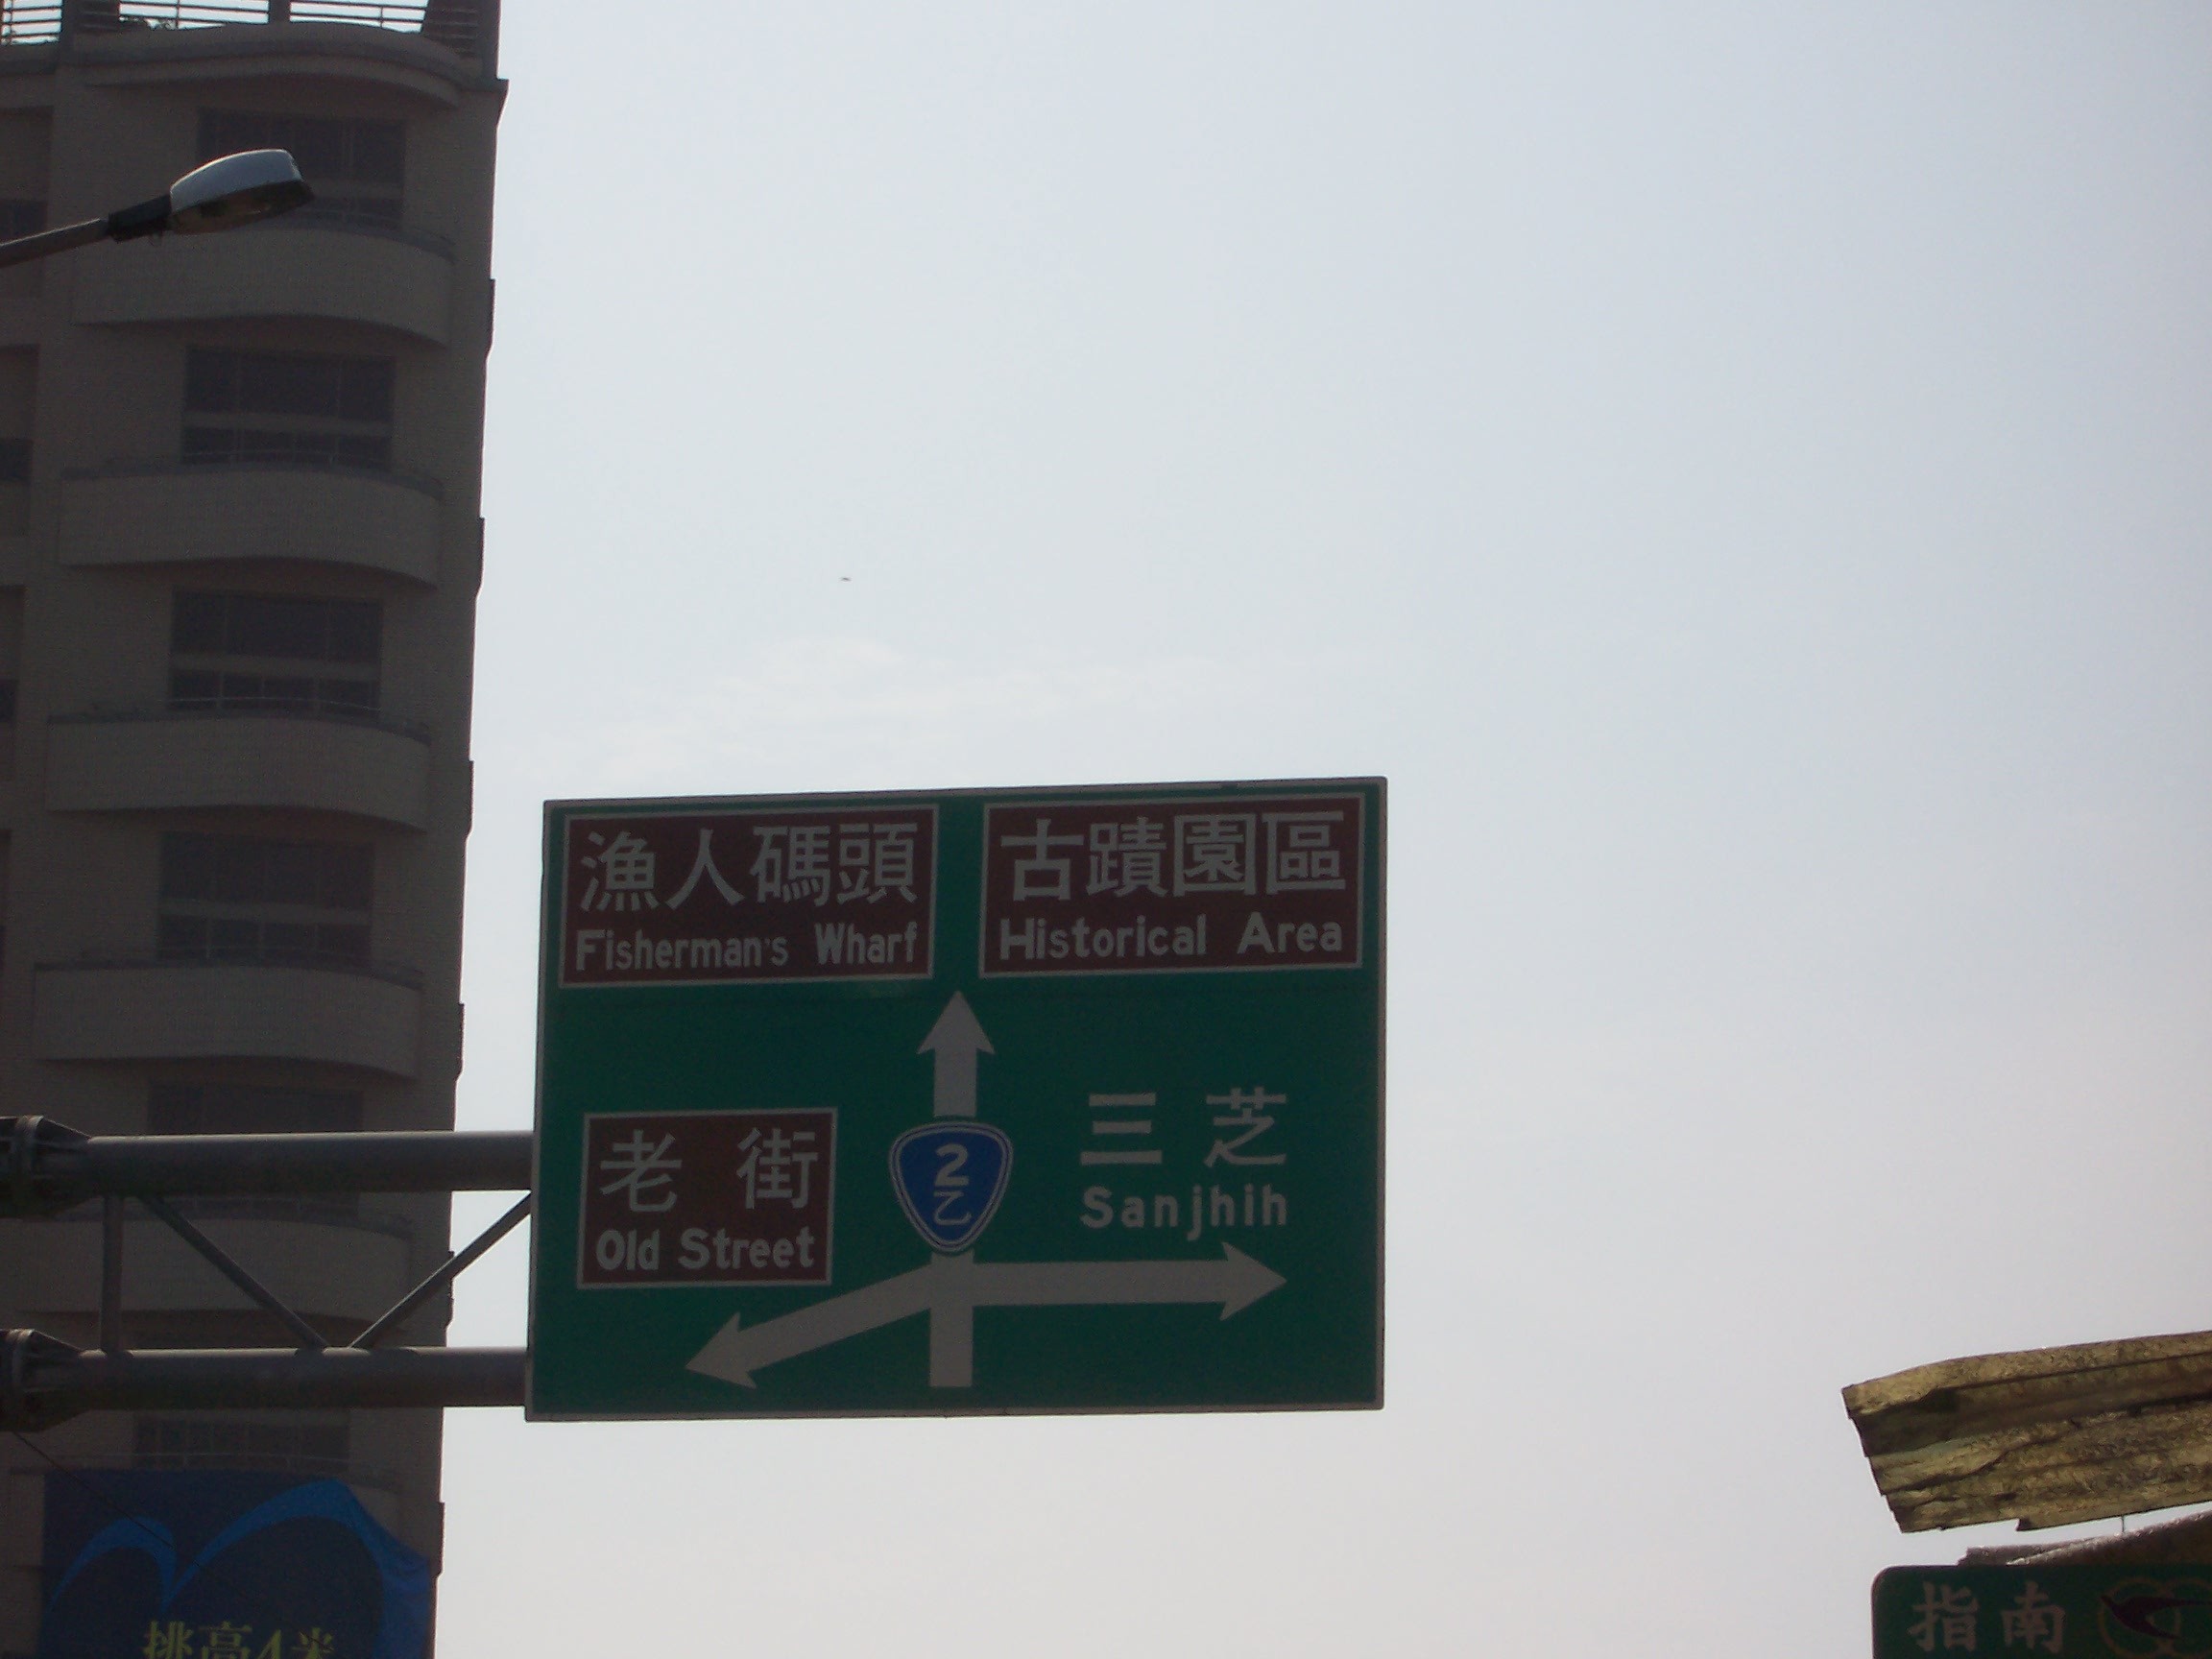 漁人碼頭
Fisherman's Wharf
古蹟園區
Historical Area
老街
Old Street
2
乙
三芝
Sanjhih
挑高4米
指南